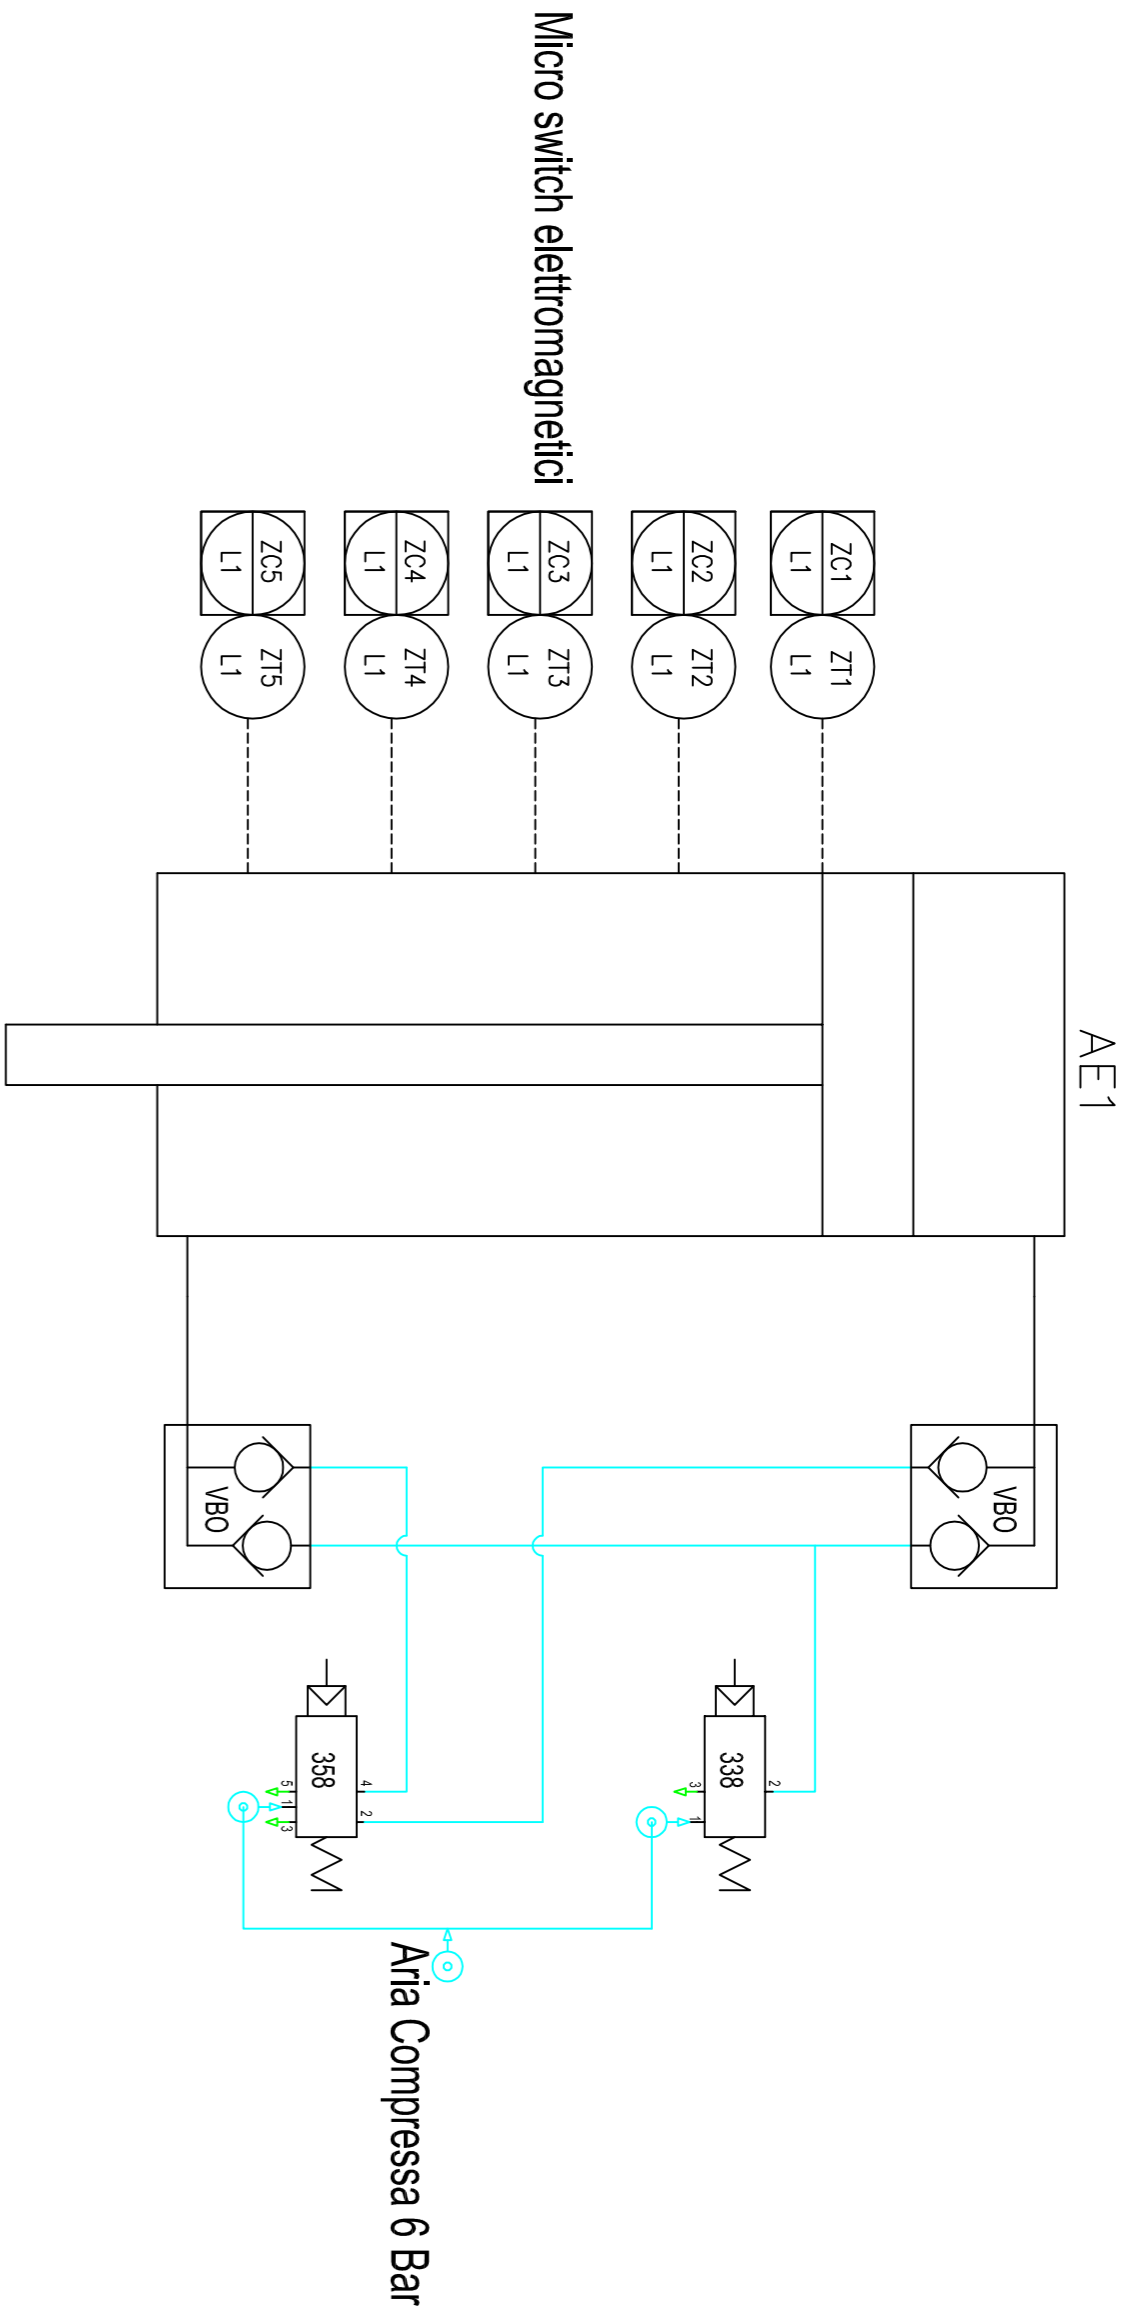 AE1
Micro switch elettromagnetici
ZC1
L1
ZT1
L1
ZC2
L1
ZT2
L1
ZC3
L1
ZT3
L1
ZC4
L1
ZT4
L1
ZC5
L1
ZT5
L1
VBO
VBO
2
338
3 1
4 2
358
5 1 3
Aria Compressa 6 Bar